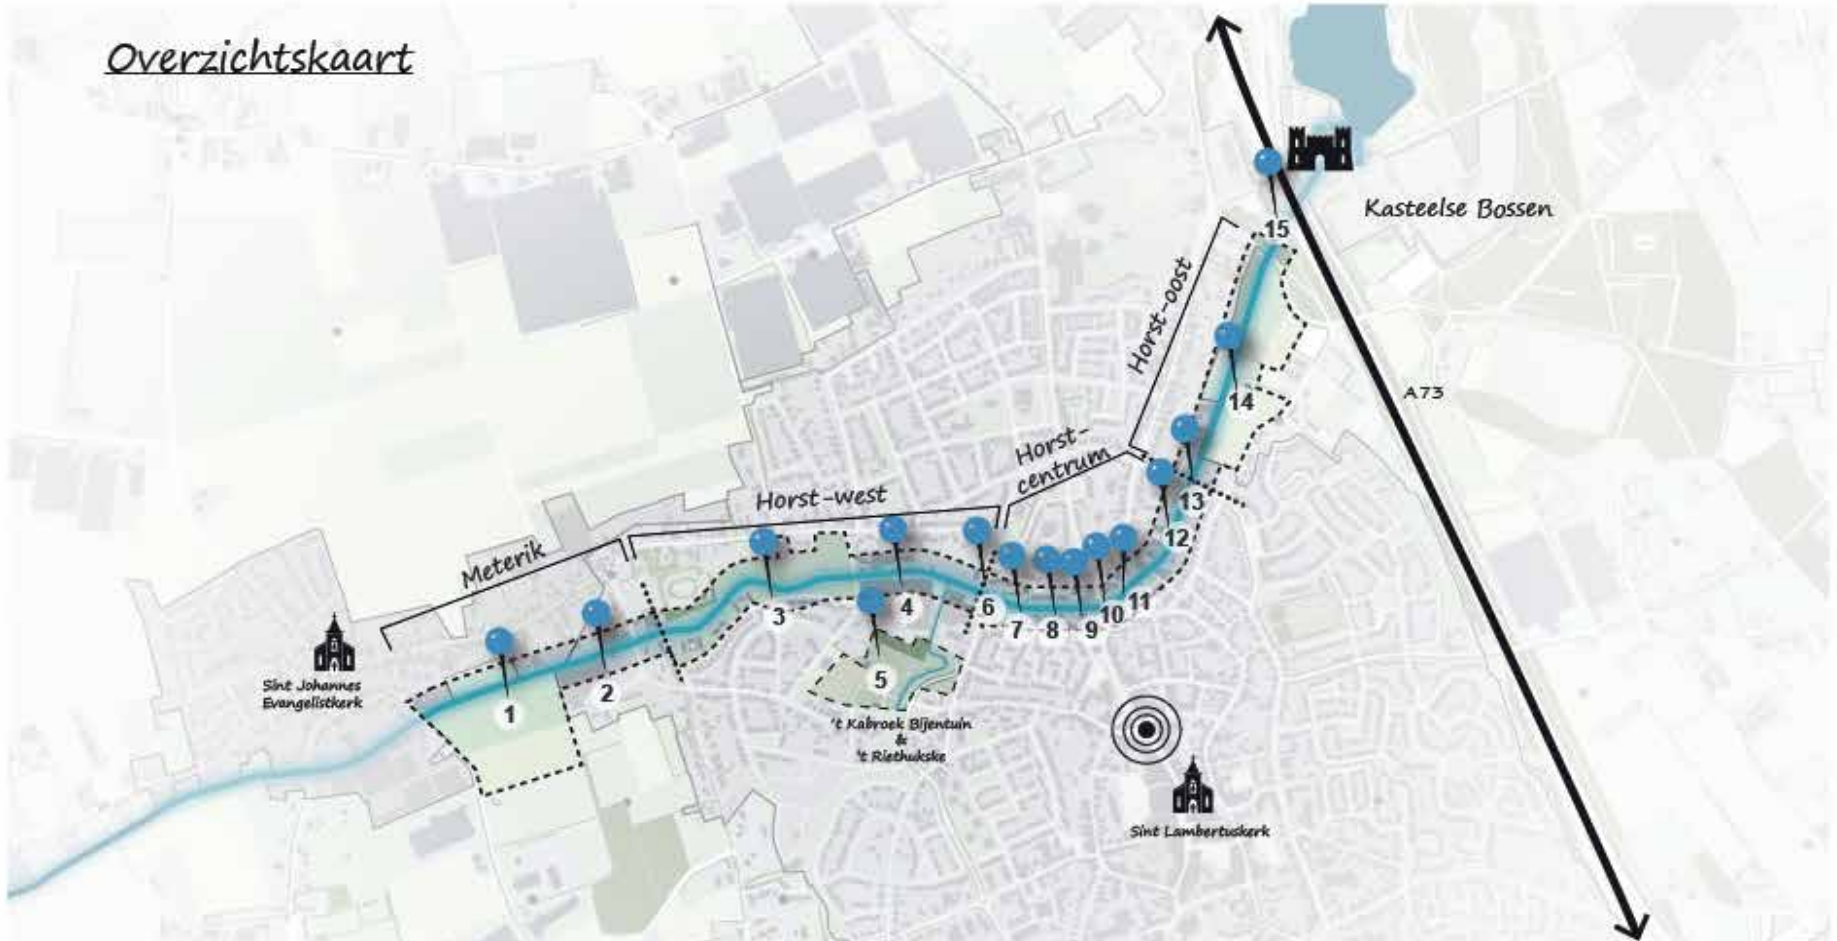 Overzichtskaart
Kasteelse Bossen
15
Horst-oost
A73
14
Horst-
centrum
Horst-west
13
12
Meterik
11
10
9
8
7
6
4
3
5
2
1
Sint Johannes
Evangelistkerk
't Kabroek Bijentuin
&
't Riethukske
Sint Lambertuskerk